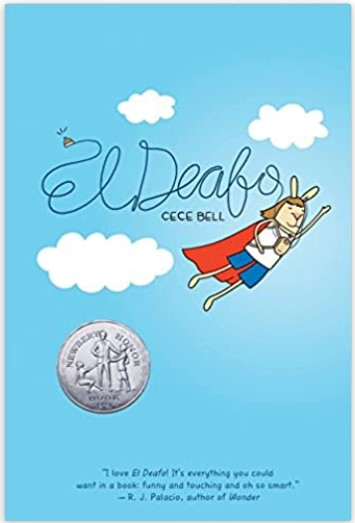 El Deafo
CECE BELL
NEWBERY HONOR
BOOK
"I love El Deafo! It's everything you could
want in a book: funny and touching and oh so smart."
– R. J. Palacio, author of Wonder